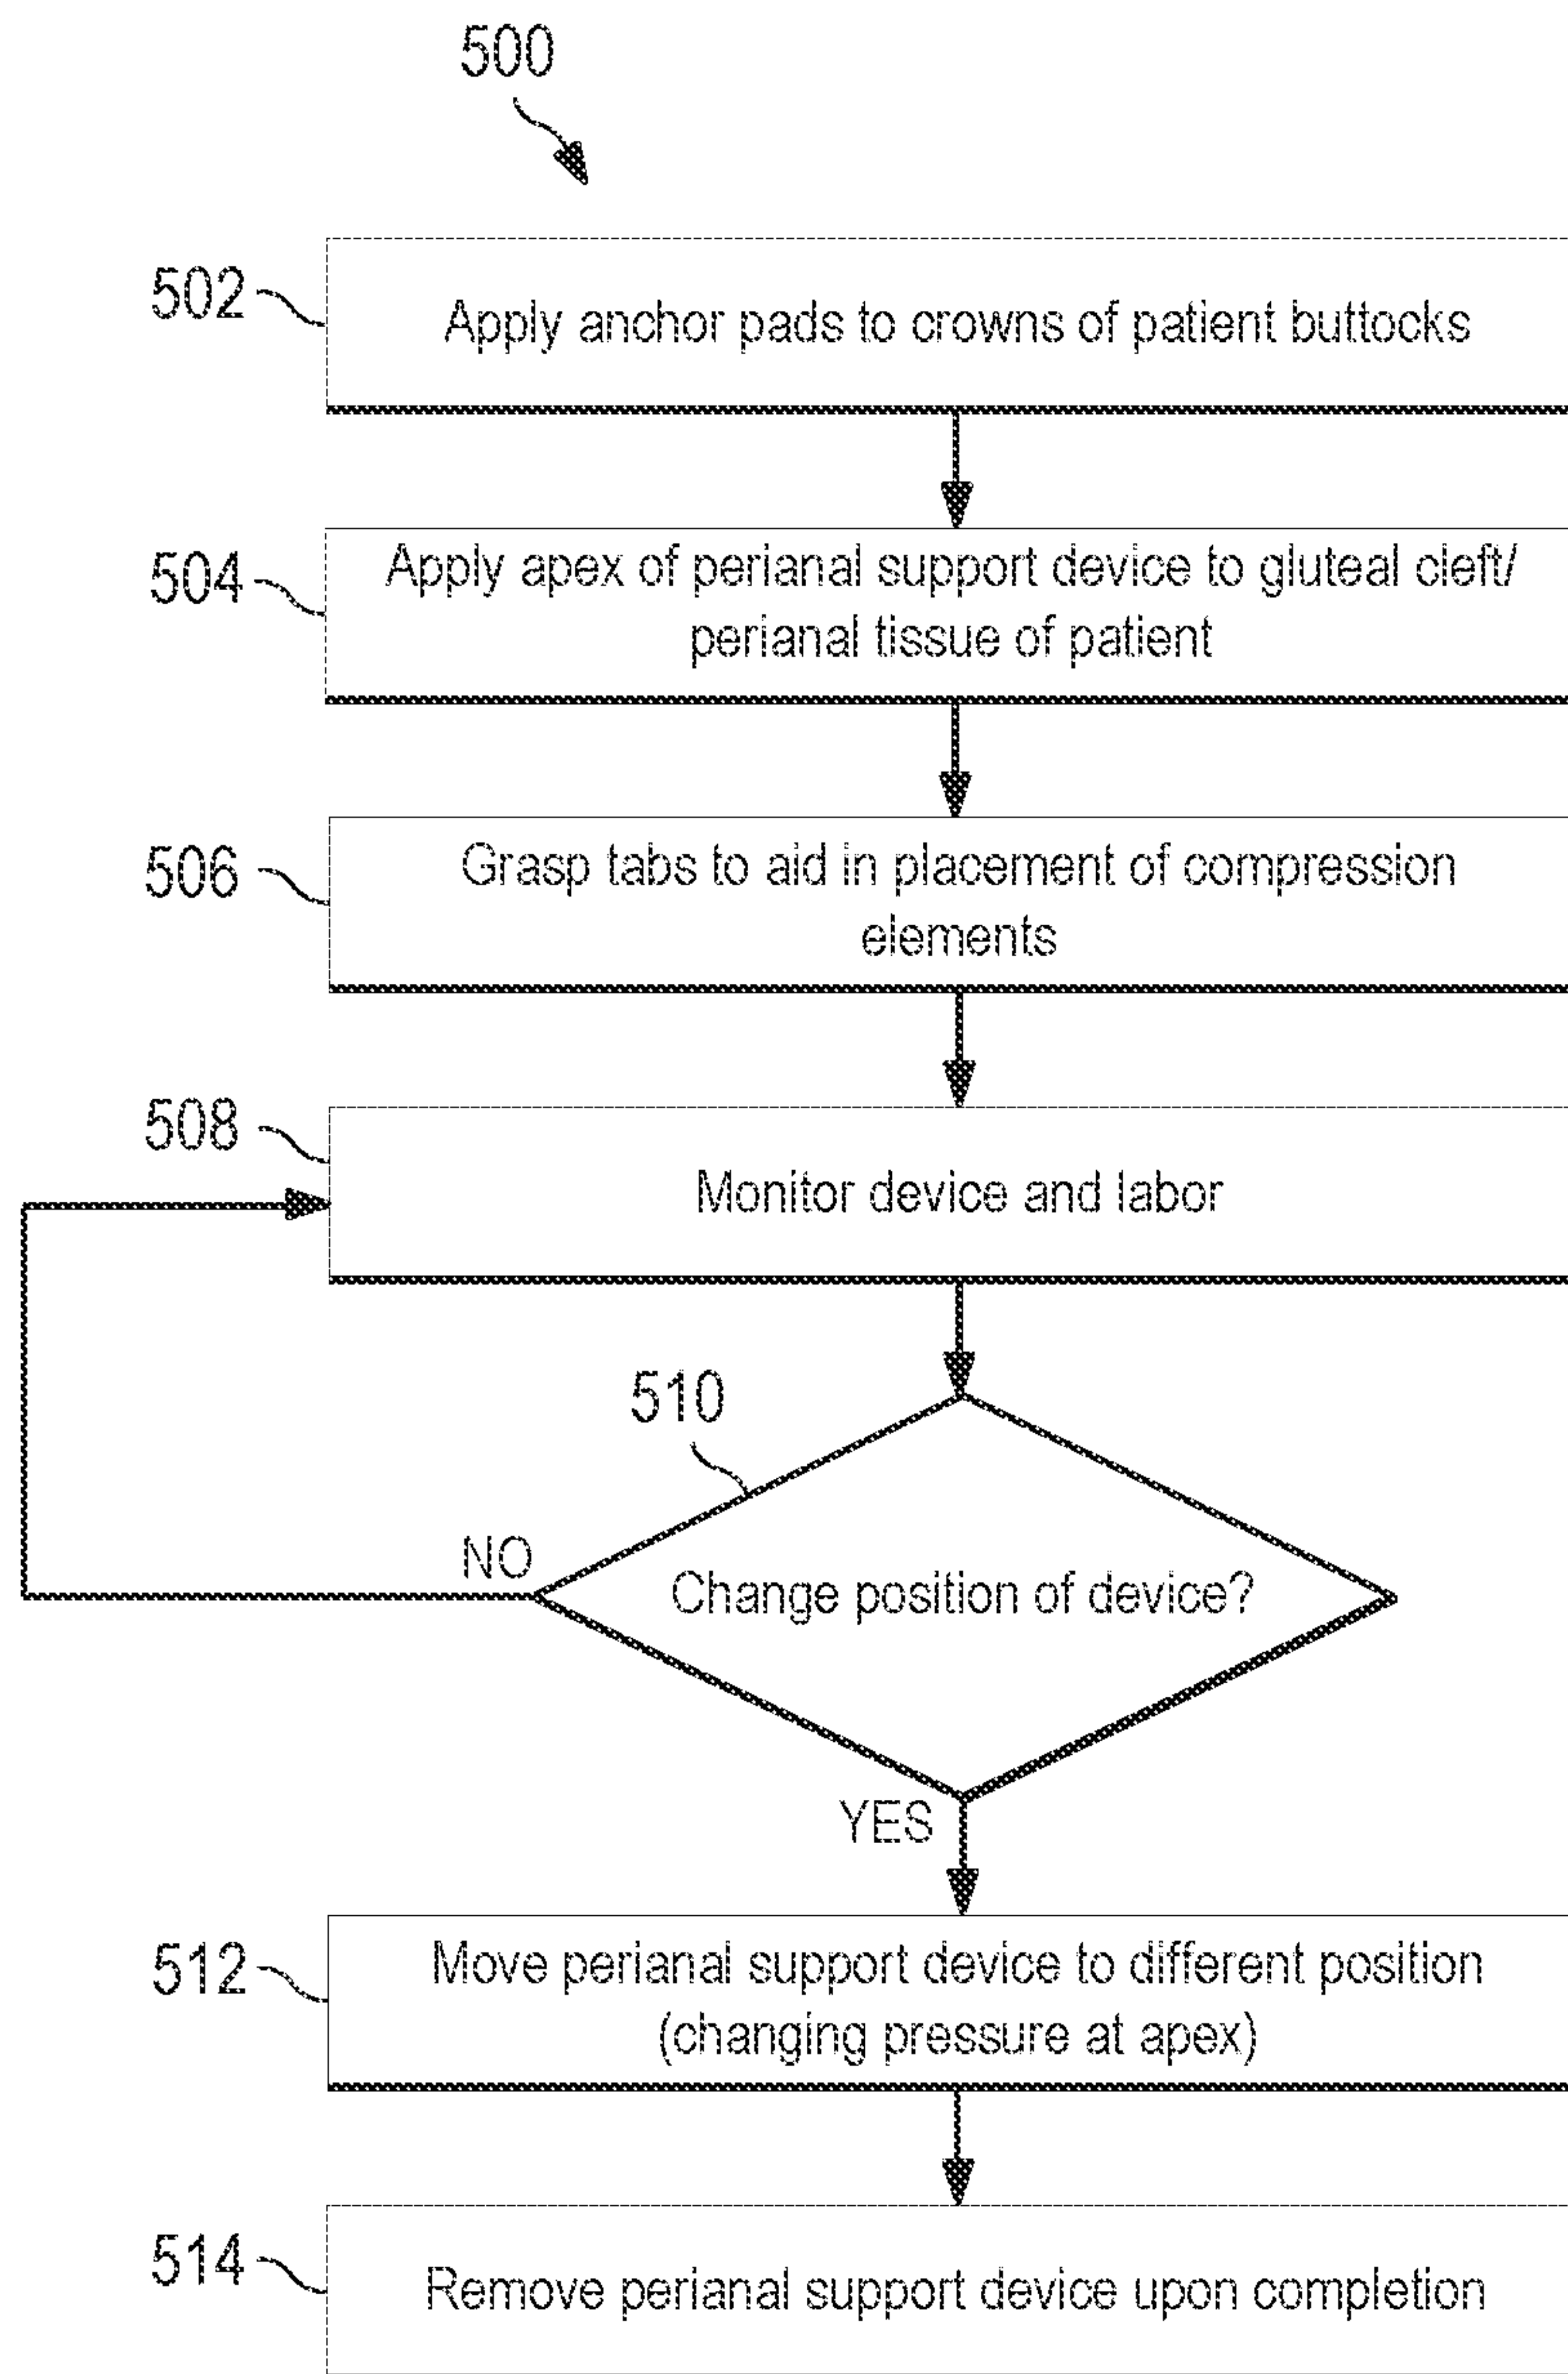 500
502
Apply anchor pads to crowns of patient buttocks
504
Apply apex of perianal support device to gluteal cleft/
perianal tissue of patient
506
Grasp tabs to aid in placement of compression
elements
508
Monitor device and labor
510
NO
Change position of device?
YES
512
Move perianal support device to different position
(changing pressure at apex)
514
Remove perianal support device upon completion